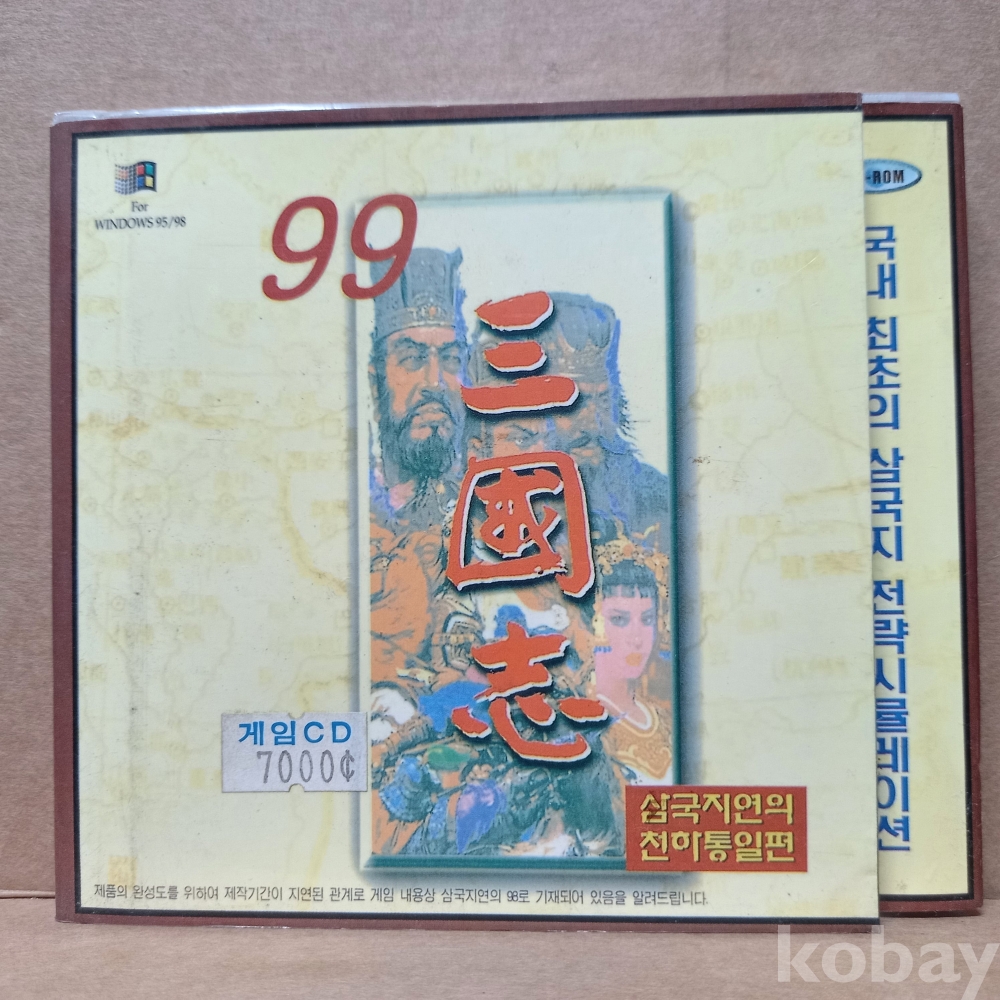 For
WINDOWS 95/98
99
三國志
-ROM
국내 최초의 삼국지 전략시뮬레이션
게임CD
7000¢
삼국지연의
천하통일편
제품의 완성도를 위하여 제작기간이 지연된 관계로 게임 내용상 삼국지연의 98로 기재되어 있음을 알려드립니다.
kobay